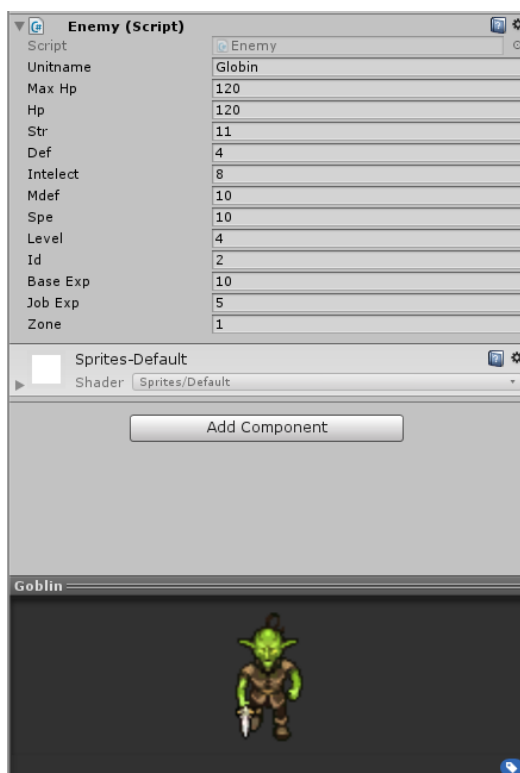 Enemy (Script)
Script Enemy
Unitname Globin
Max Hp 120
Hp 120
Str 11
Def 4
Intelect 8
Mdef 10
Spe 10
Level 4
Id 2
Base Exp 10
Job Exp 5
Zone 1
Sprites-Default
Shader Sprites/Default
Add Component
Goblin